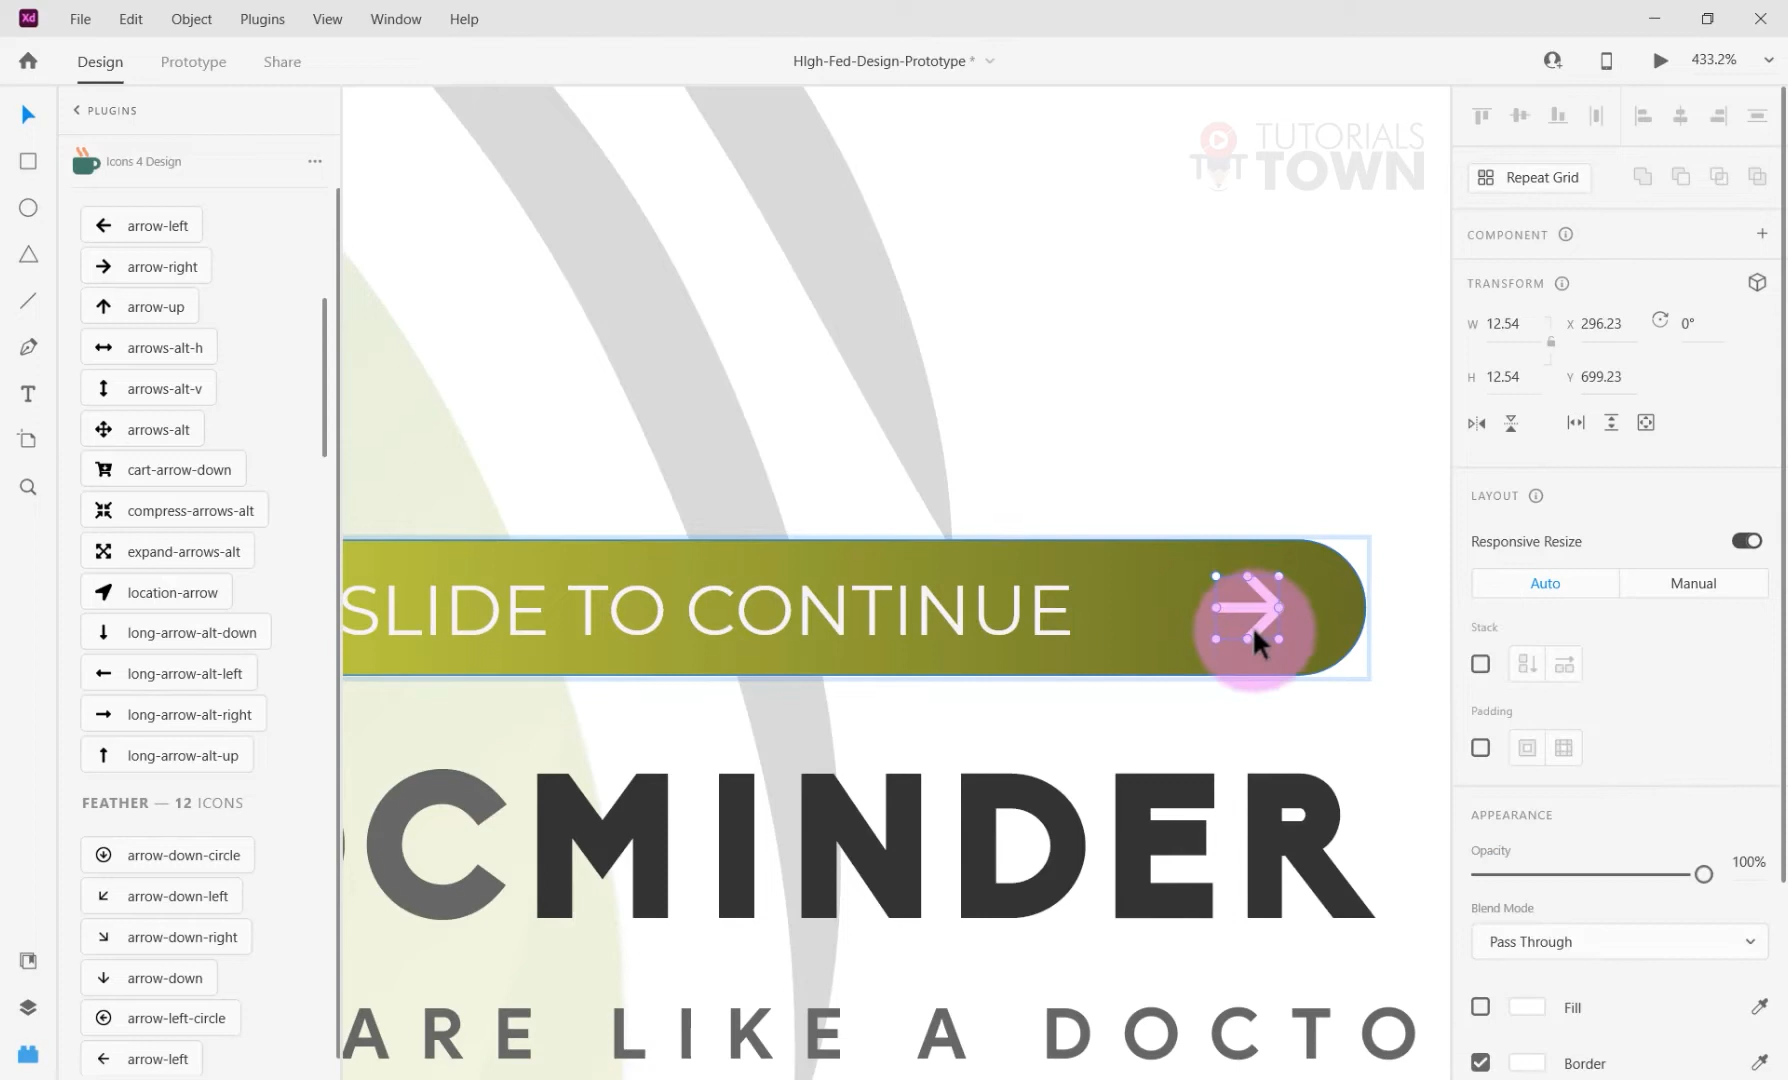 Xd File Edit Object Plugins View Window Help
Design Prototype Share
HIgh-Fed-Design-Prototype *
433.2%
PLUGINS
Icons 4 Design
arrow-left
arrow-right
arrow-up
arrows-alt-h
arrows-alt-v
arrows-alt
cart-arrow-down
compress-arrows-alt
expand-arrows-alt
location-arrow
long-arrow-alt-down
long-arrow-alt-left
long-arrow-alt-right
long-arrow-alt-up
FEATHER — 12 ICONS
arrow-down-circle
arrow-down-left
arrow-down-right
arrow-down
arrow-left-circle
arrow-left
TUTORIALS
TOWN
SLIDE TO CONTINUE
CMINDER
ARE LIKE A DOCTO
Repeat Grid
COMPONENT
TRANSFORM
W 12.54 X 296.23 0°
H 12.54 Y 699.23
LAYOUT
Responsive Resize
Auto Manual
Stack
Padding
APPEARANCE
Opacity
100%
Blend Mode
Pass Through
Fill
Border